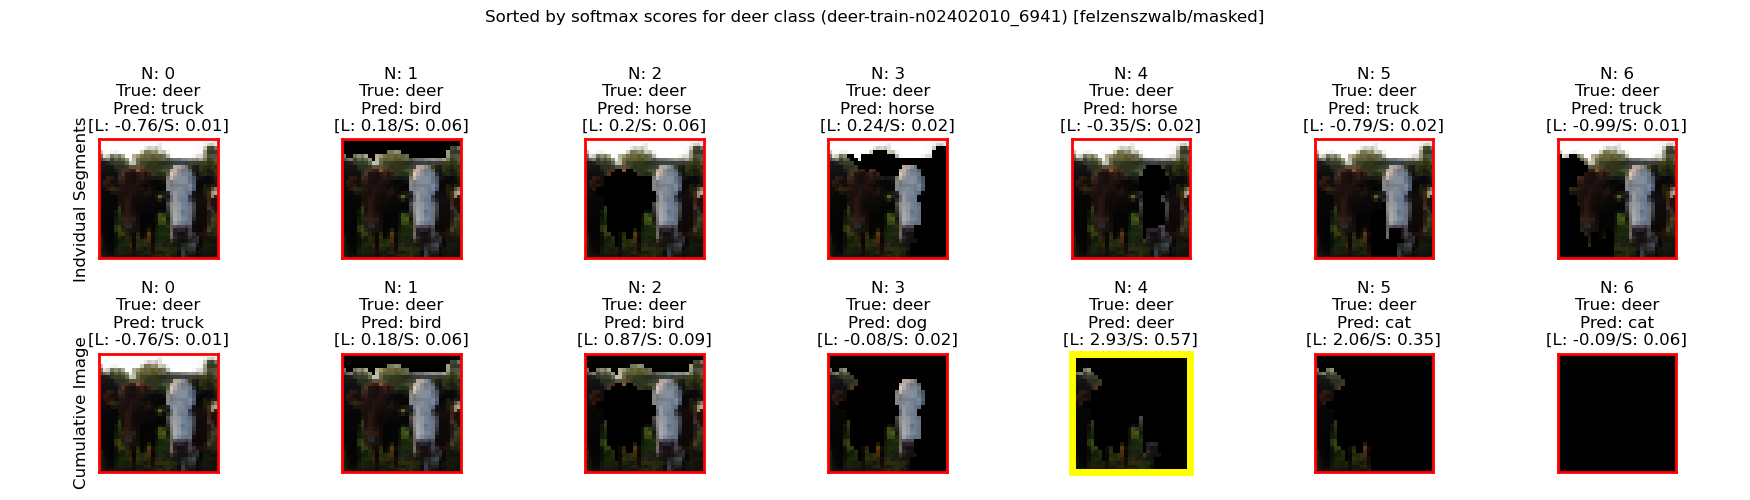 Sorted by softmax scores for deer class (deer-train-n02402010_6941) [felzenszwalb/masked]
Indvidual Segments
N: 0
True: deer
Pred: truck
[L: -0.76/S: 0.01]
N: 1
True: deer
Pred: bird
[L: 0.18/S: 0.06]
N: 2
True: deer
Pred: horse
[L: 0.2/S: 0.06]
N: 3
True: deer
Pred: horse
[L: 0.24/S: 0.02]
N: 4
True: deer
Pred: horse
[L: -0.35/S: 0.02]
N: 5
True: deer
Pred: truck
[L: -0.79/S: 0.02]
N: 6
True: deer
Pred: truck
[L: -0.99/S: 0.01]
Cumulative Image
N: 0
True: deer
Pred: truck
[L: -0.76/S: 0.01]
N: 1
True: deer
Pred: bird
[L: 0.18/S: 0.06]
N: 2
True: deer
Pred: bird
[L: 0.87/S: 0.09]
N: 3
True: deer
Pred: dog
[L: -0.08/S: 0.02]
N: 4
True: deer
Pred: deer
[L: 2.93/S: 0.57]
N: 5
True: deer
Pred: cat
[L: 2.06/S: 0.35]
N: 6
True: deer
Pred: cat
[L: -0.09/S: 0.06]